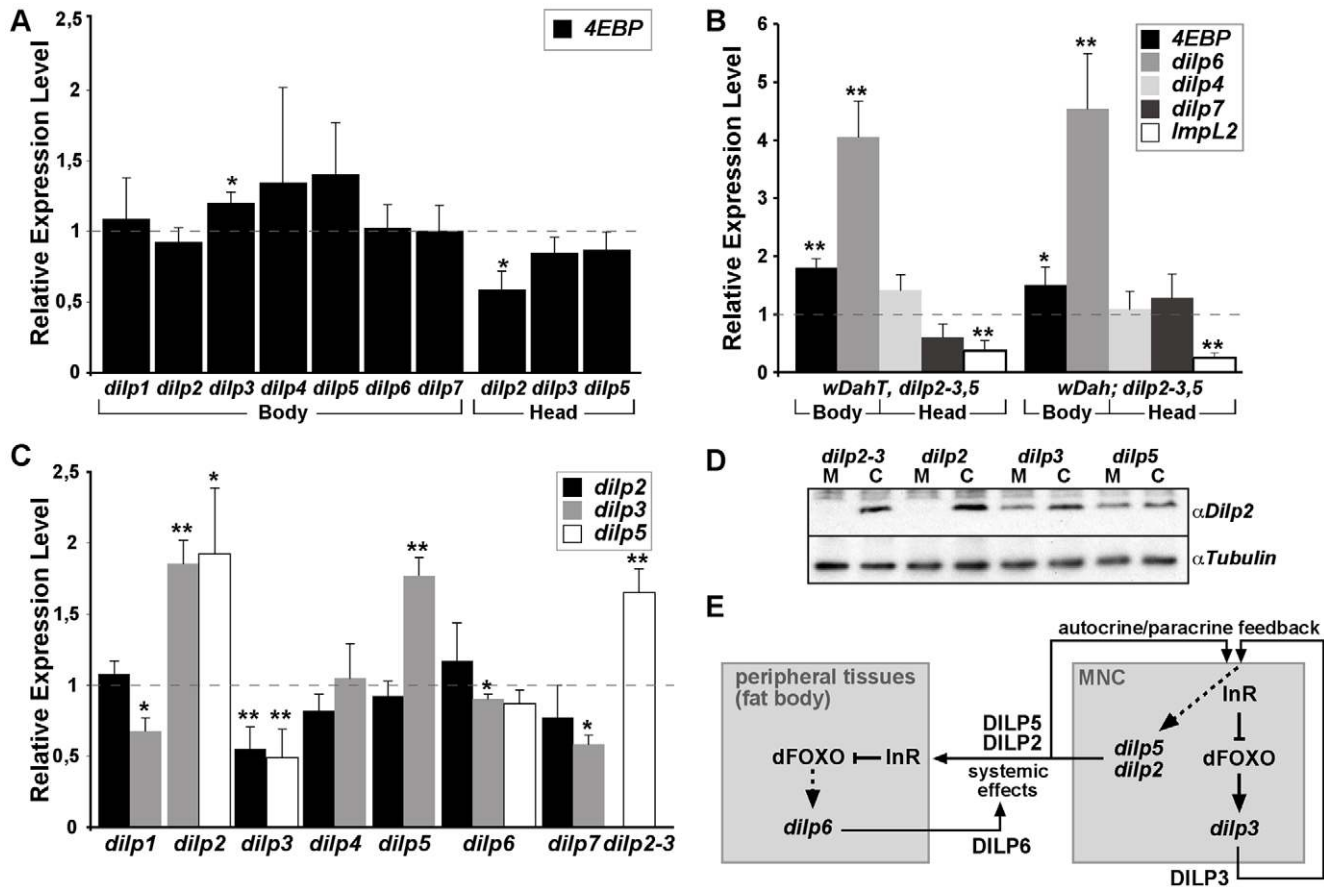 A
Relative Expression Level
2,5
2
1,5
1
0,5
0
4EBP
*
*
dilp1 dilp2 dilp3 dilp4 dilp5 dilp6 dilp7 dilp2 dilp3 dilp5
Body Head
B
Relative Expression Level
6
5
4
3
2
1
0
4EBP
dilp6
dilp4
dilp7
ImpL2
** ** ** * ** **
wDahT, dilp2-3,5 wDah; dilp2-3,5
Body Head Body Head
C
Relative Expression Level
2,5
2
1,5
1
0,5
0
dilp2
dilp3
dilp5
* ** * ** ** ** * * **
dilp1 dilp2 dilp3 dilp4 dilp5 dilp6 dilp7 dilp2-3
D
dilp2-3 dilp2 dilp3 dilp5
M C M C M C M C
αDilp2
αTubulin
E
autocrine/paracrine feedback
peripheral tissues
(fat body)
dFOXO InR
dilp6
DILP5
DILP2
systemic
effects
DILP6
MNC
InR
dilp5
dilp2
dFOXO
dilp3
DILP3